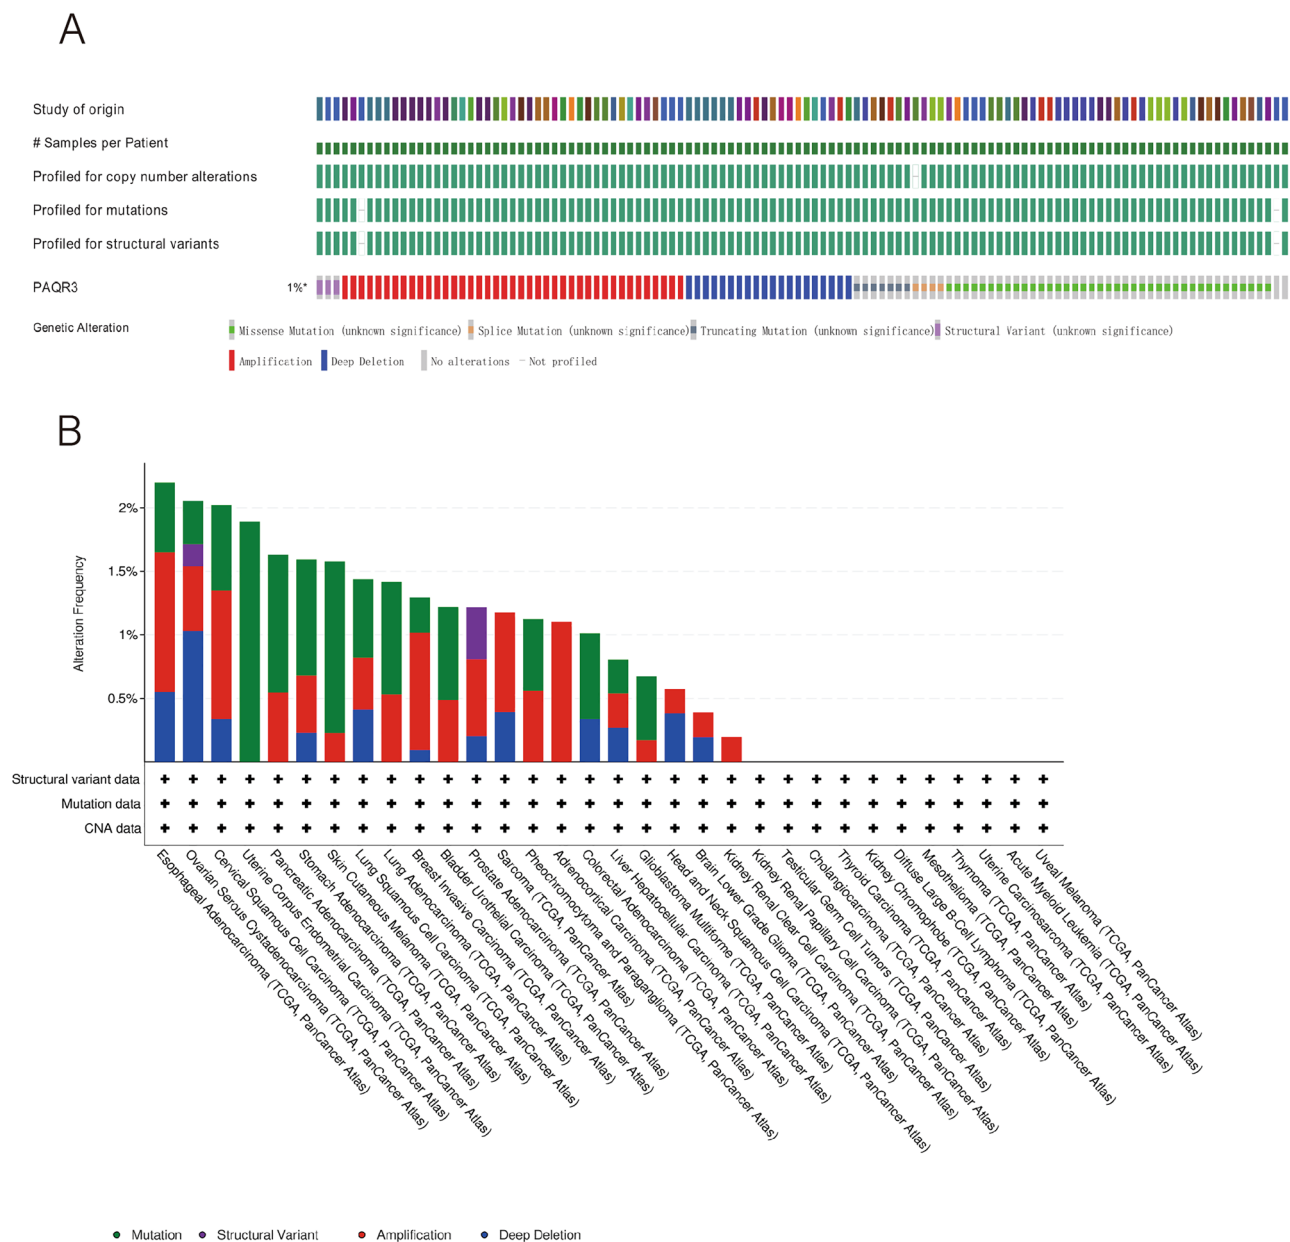 A
Study of origin
# Samples per Patient
Profiled for copy number alterations
Profiled for mutations
Profiled for structural variants
PAQR3 1%*
Genetic Alteration Missense Mutation (unknown significance) Splice Mutation (unknown significance) Truncating Mutation (unknown significance) Structural Variant (unknown significance)
Amplification Deep Deletion No alterations – Not profiled
B
Alteration Frequency
2%
1.5%
1%
0.5%
Structural variant data
Mutation data
CNA data
Esophageal Adenocarcinoma (TCGA, PanCancer Atlas)
Ovarian Serous Cystadenocarcinoma (TCGA, PanCancer Atlas)
Cervical Squamous Cell Carcinoma (TCGA, PanCancer Atlas)
Uterine Corpus Endometrial Carcinoma (TCGA, PanCancer Atlas)
Pancreatic Adenocarcinoma (TCGA, PanCancer Atlas)
Stomach Adenocarcinoma (TCGA, PanCancer Atlas)
Skin Cutaneous Melanoma (TCGA, PanCancer Atlas)
Lung Squamous Cell Carcinoma (TCGA, PanCancer Atlas)
Lung Adenocarcinoma (TCGA, PanCancer Atlas)
Breast Invasive Carcinoma (TCGA, PanCancer Atlas)
Bladder Urothelial Carcinoma (TCGA, PanCancer Atlas)
Prostate Adenocarcinoma (TCGA, PanCancer Atlas)
Sarcoma (TCGA, PanCancer Atlas)
Pheochromocytoma and Paraganglioma (TCGA, PanCancer Atlas)
Adrenocortical Carcinoma (TCGA, PanCancer Atlas)
Colorectal Adenocarcinoma (TCGA, PanCancer Atlas)
Liver Hepatocellular Carcinoma (TCGA, PanCancer Atlas)
Glioblastoma Multiforme (TCGA, PanCancer Atlas)
Head and Neck Squamous Cell Carcinoma (TCGA, PanCancer Atlas)
Brain Lower Grade Glioma (TCGA, PanCancer Atlas)
Kidney Renal Clear Cell Carcinoma (TCGA, PanCancer Atlas)
Kidney Renal Papillary Cell Carcinoma (TCGA, PanCancer Atlas)
Testicular Germ Cell Tumors (TCGA, PanCancer Atlas)
Cholangiocarcinoma (TCGA, PanCancer Atlas)
Thyroid Carcinoma (TCGA, PanCancer Atlas)
Kidney Chromophobe (TCGA, PanCancer Atlas)
Diffuse Large B-Cell Lymphoma (TCGA, PanCancer Atlas)
Mesothelioma (TCGA, PanCancer Atlas)
Thymoma (TCGA, PanCancer Atlas)
Uterine Carcinosarcoma (TCGA, PanCancer Atlas)
Acute Myeloid Leukemia (TCGA, PanCancer Atlas)
Uveal Melanoma (TCGA, PanCancer Atlas)
Mutation Structural Variant Amplification Deep Deletion